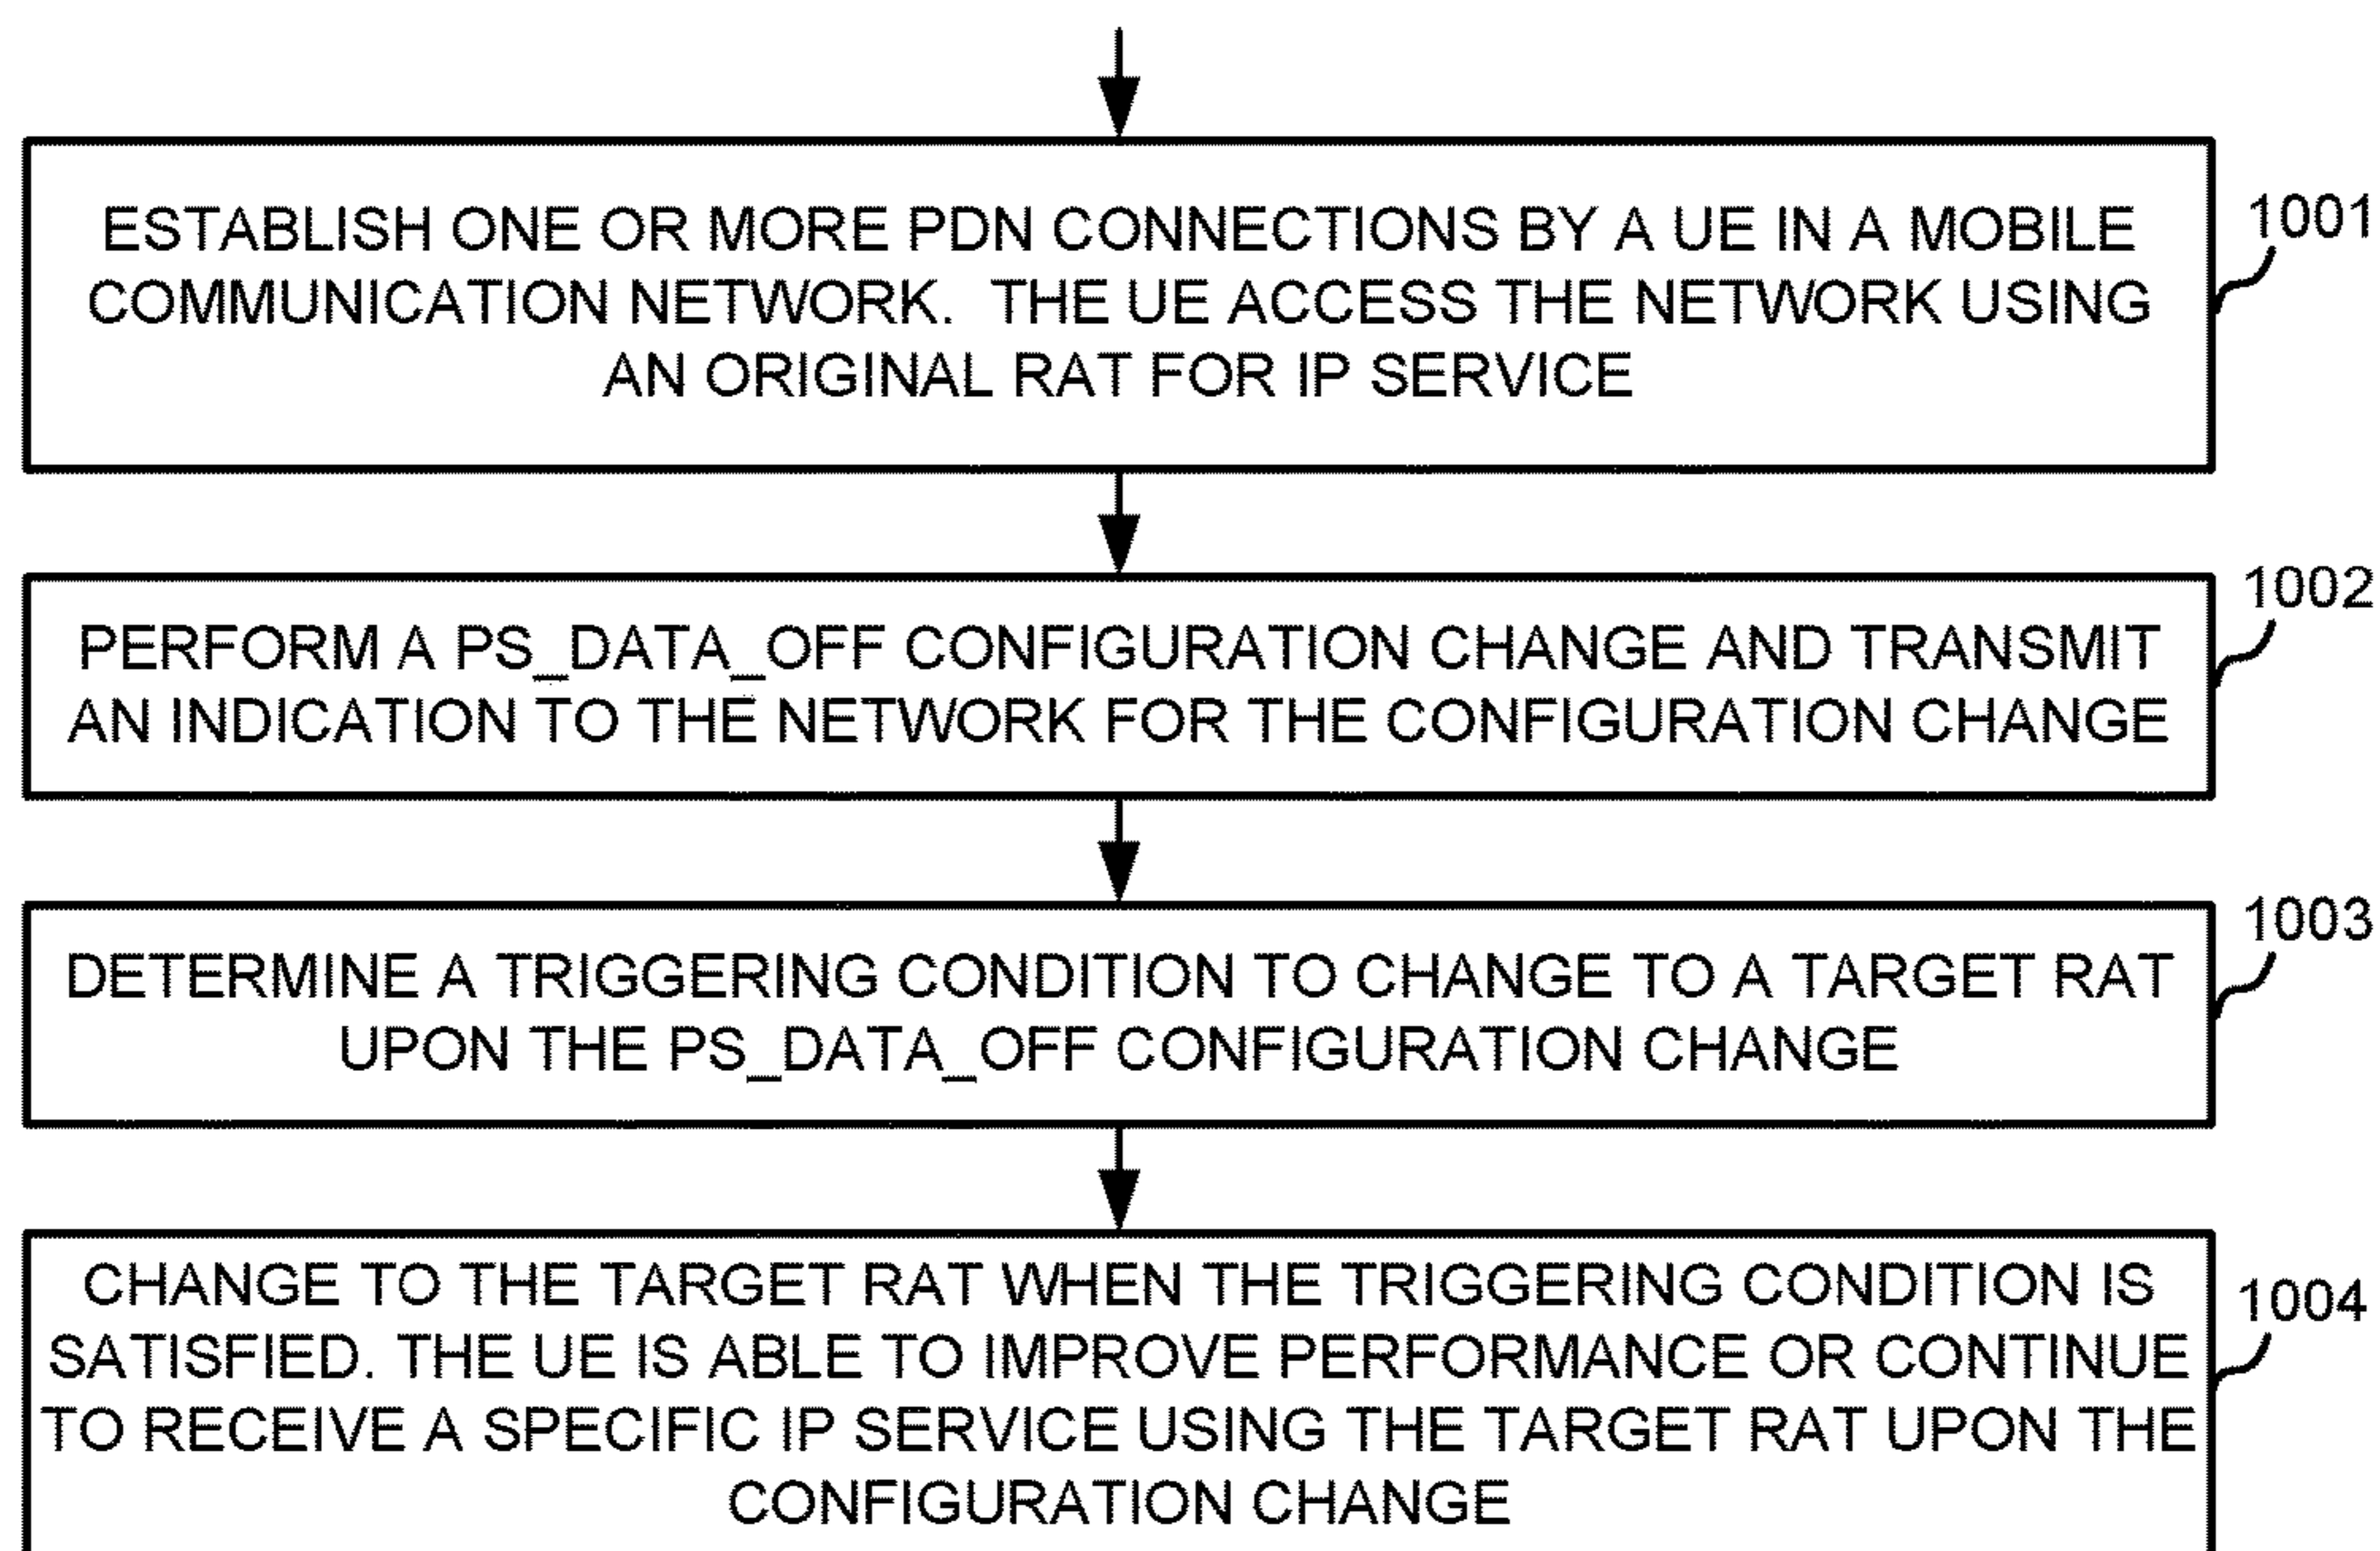 ESTABLISH ONE OR MORE PDN CONNECTIONS BY A UE IN A MOBILE
COMMUNICATION NETWORK. THE UE ACCESS THE NETWORK USING
AN ORIGINAL RAT FOR IP SERVICE
1001
PERFORM A PS_DATA_OFF CONFIGURATION CHANGE AND TRANSMIT
AN INDICATION TO THE NETWORK FOR THE CONFIGURATION CHANGE
1002
DETERMINE A TRIGGERING CONDITION TO CHANGE TO A TARGET RAT
UPON THE PS_DATA_OFF CONFIGURATION CHANGE
1003
CHANGE TO THE TARGET RAT WHEN THE TRIGGERING CONDITION IS
SATISFIED. THE UE IS ABLE TO IMPROVE PERFORMANCE OR CONTINUE
TO RECEIVE A SPECIFIC IP SERVICE USING THE TARGET RAT UPON THE
CONFIGURATION CHANGE
1004